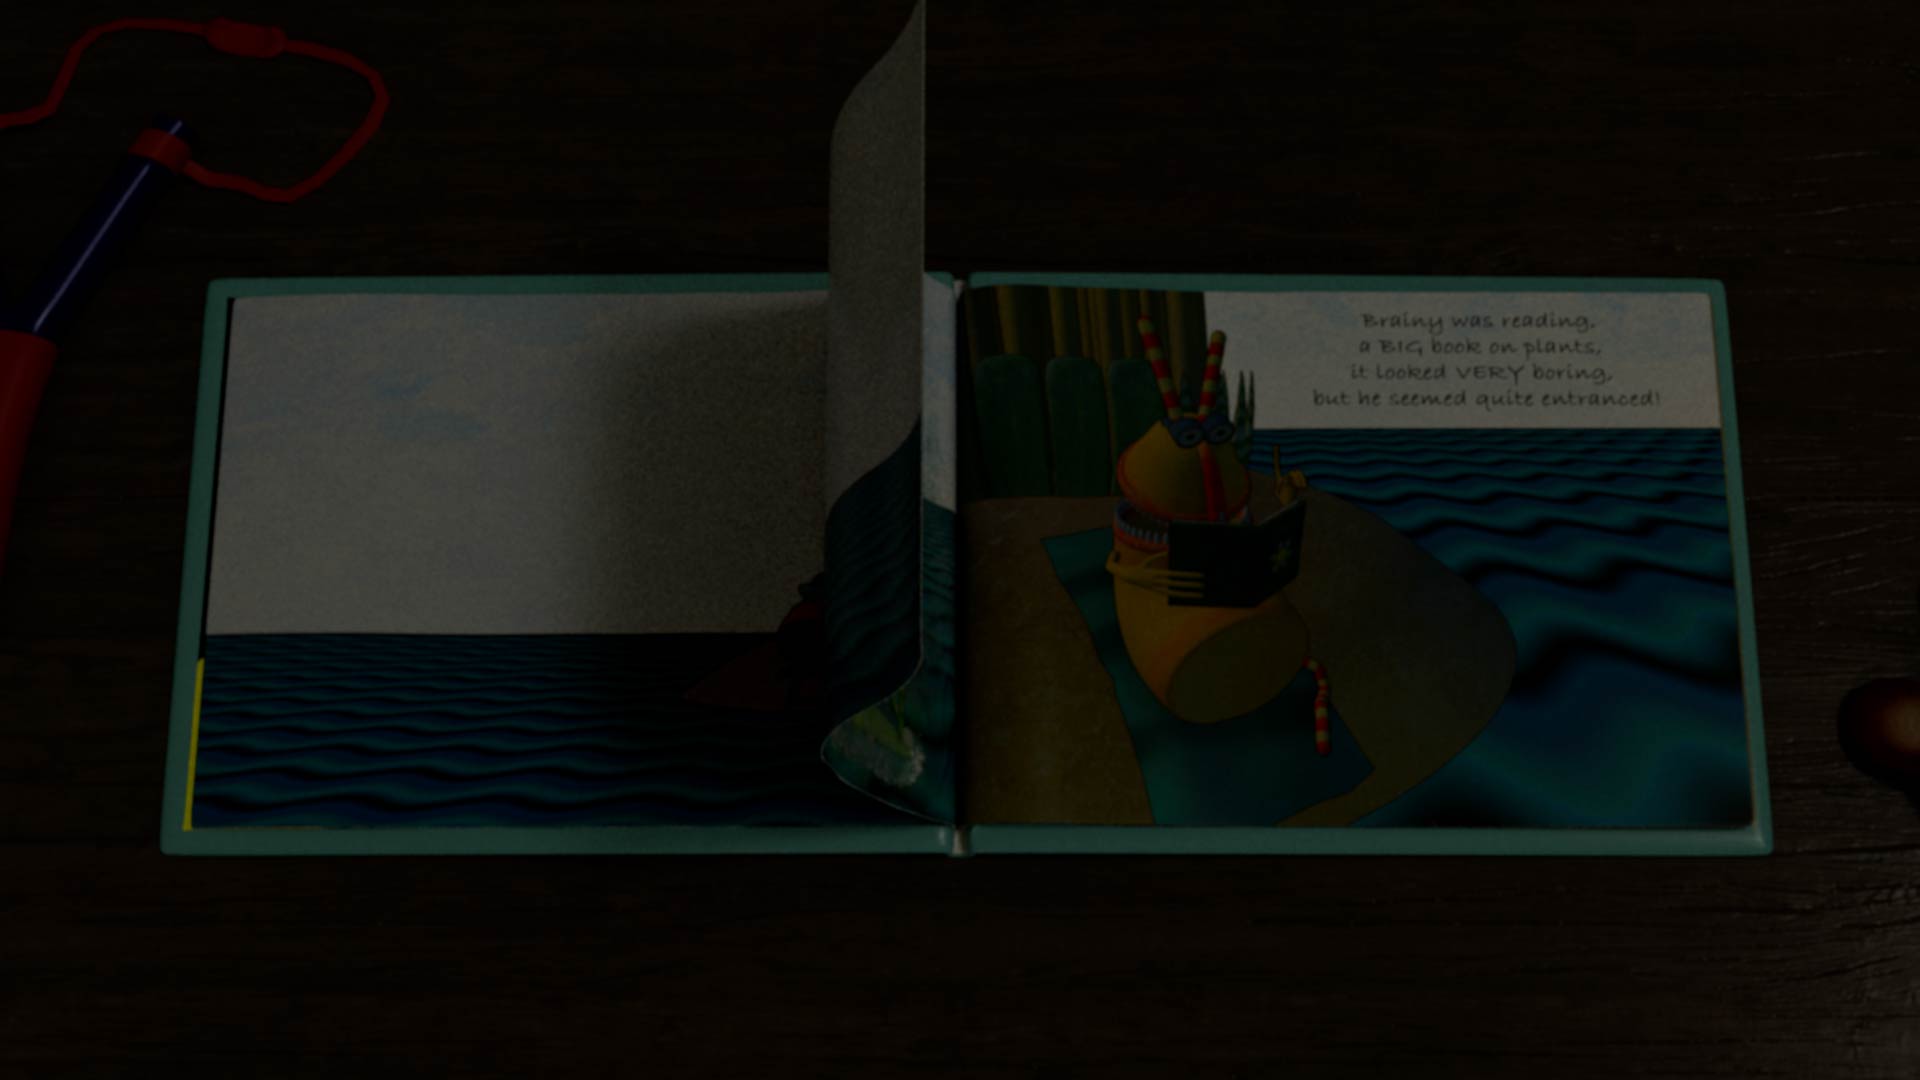 Brainy was reading,
a BIG book on plants,
it looked VERY boring,
but he seemed quite entranced!